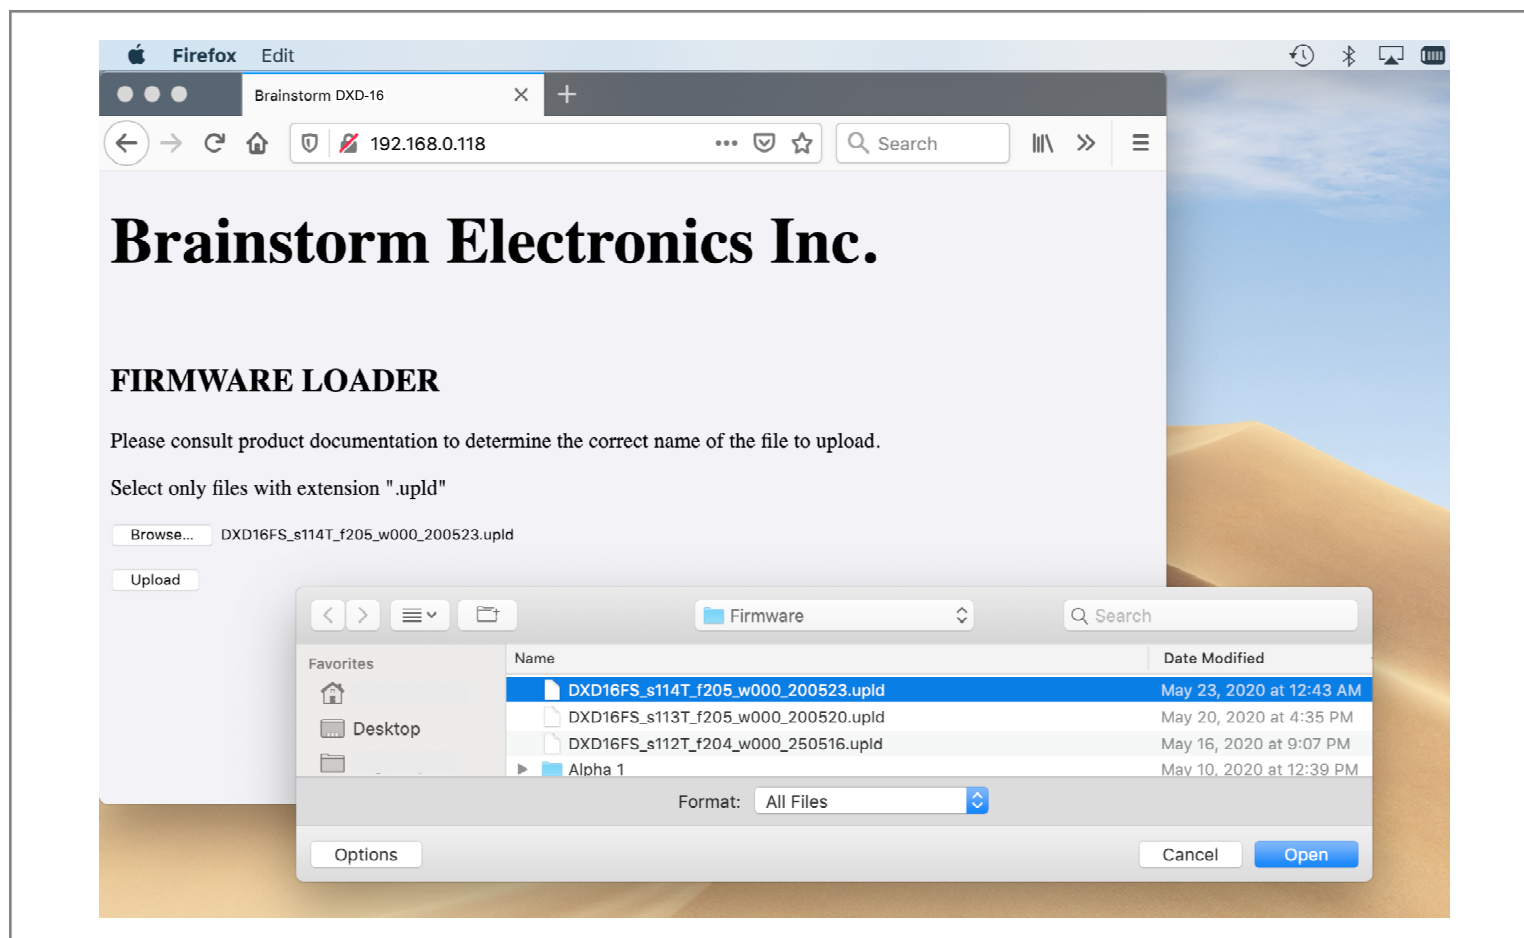 Firefox Edit
Brainstorm DXD-16
192.168.0.118
Search
Brainstorm Electronics Inc.
FIRMWARE LOADER
Please consult product documentation to determine the correct name of the file to upload.
Select only files with extension ".upld"
Browse... DXD16FS_s114T_f205_w000_200523.upld
Upload
Firmware
Search
Favorites
Name Date Modified
DXD16FS_s114T_f205_w000_200523.upld May 23, 2020 at 12:43 AM
DXD16FS_s113T_f205_w000_200520.upld May 20, 2020 at 4:35 PM
Desktop
DXD16FS_s112T_f204_w000_250516.upld May 16, 2020 at 9:07 PM
Alpha 1 May 10, 2020 at 12:39 PM
Format: All Files
Options Cancel Open